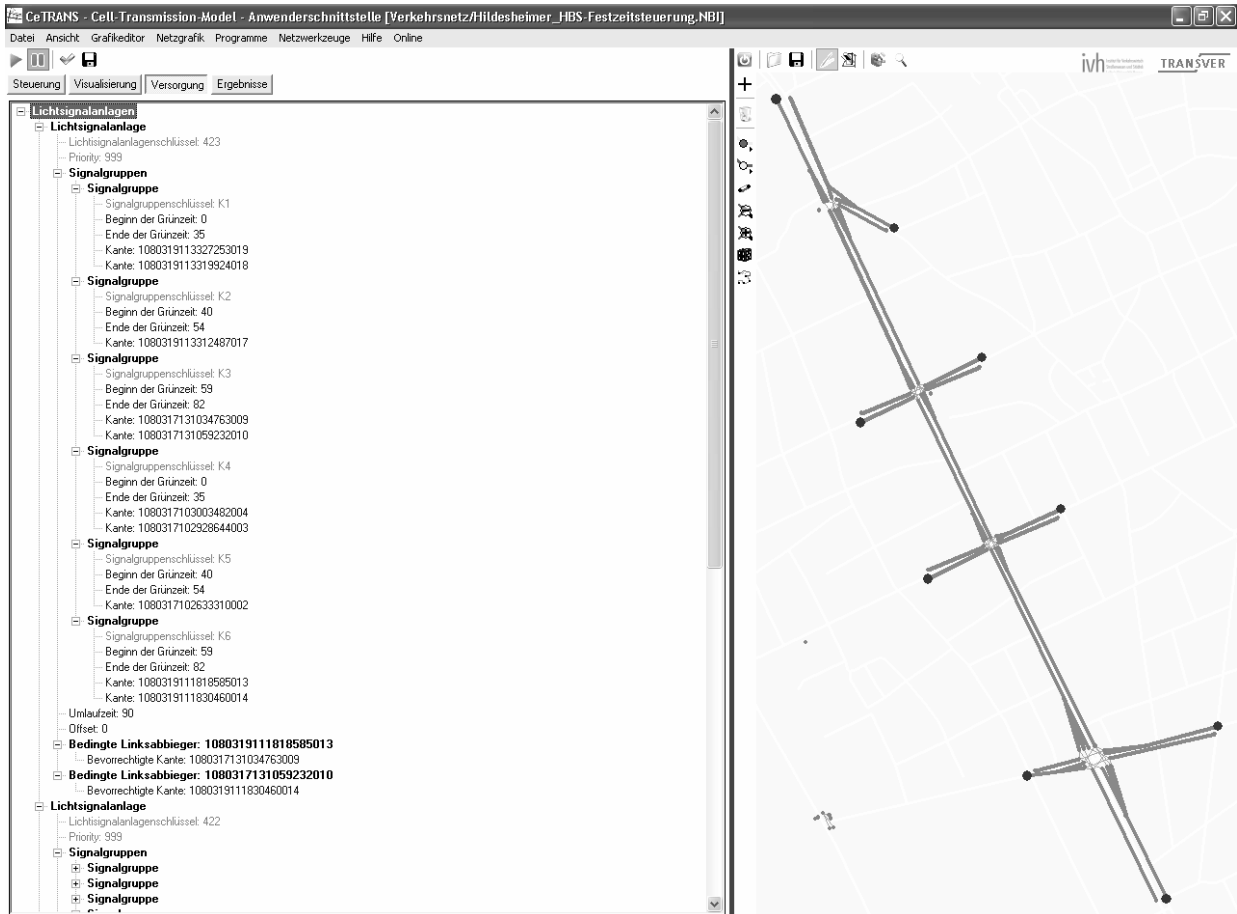 CeTRANS - Cell-Transmission-Model - Anwenderschnittstelle [Verkehrsnetz/Hildesheimer_HBS-Festzeitsteuerung.NBI]
Datei Ansicht Grafikeditor Netzgrafik Programme Netzwerkzeuge Hilfe Online
Steuerung Visualisierung Versorgung Ergebnisse
ivh TRANSVER
Lichtsignalanlagen
Lichtsignalanlage
Lichtsignalanlagenschlüssel: 423
Priority: 999
Signalgruppen
Signalgruppe
Signalgruppenschlüssel: K1
Beginn der Grünzeit: 0
Ende der Grünzeit: 35
Kante: 1080319113327253019
Kante: 1080319113319924018
Signalgruppe
Signalgruppenschlüssel: K2
Beginn der Grünzeit: 40
Ende der Grünzeit: 54
Kante: 1080319113312487017
Signalgruppe
Signalgruppenschlüssel: K3
Beginn der Grünzeit: 59
Ende der Grünzeit: 82
Kante: 1080317131034763009
Kante: 1080317131059232010
Signalgruppe
Signalgruppenschlüssel: K4
Beginn der Grünzeit: 0
Ende der Grünzeit: 35
Kante: 1080317103003482004
Kante: 1080317102928644003
Signalgruppe
Signalgruppenschlüssel: K5
Beginn der Grünzeit: 40
Ende der Grünzeit: 54
Kante: 1080317102633310002
Signalgruppe
Signalgruppenschlüssel: K6
Beginn der Grünzeit: 59
Ende der Grünzeit: 82
Kante: 1080319111818585013
Kante: 1080319111830460014
Umlaufzeit: 90
Offset: 0
Bedingte Linksabbieger: 1080319111818585013
Bevorrechtigte Kante: 1080317131034763009
Bedingte Linksabbieger: 1080317131059232010
Bevorrechtigte Kante: 1080319111830460014
Lichtsignalanlage
Lichtsignalanlagenschlüssel: 422
Priority: 999
Signalgruppen
Signalgruppe
Signalgruppe
Signalgruppe